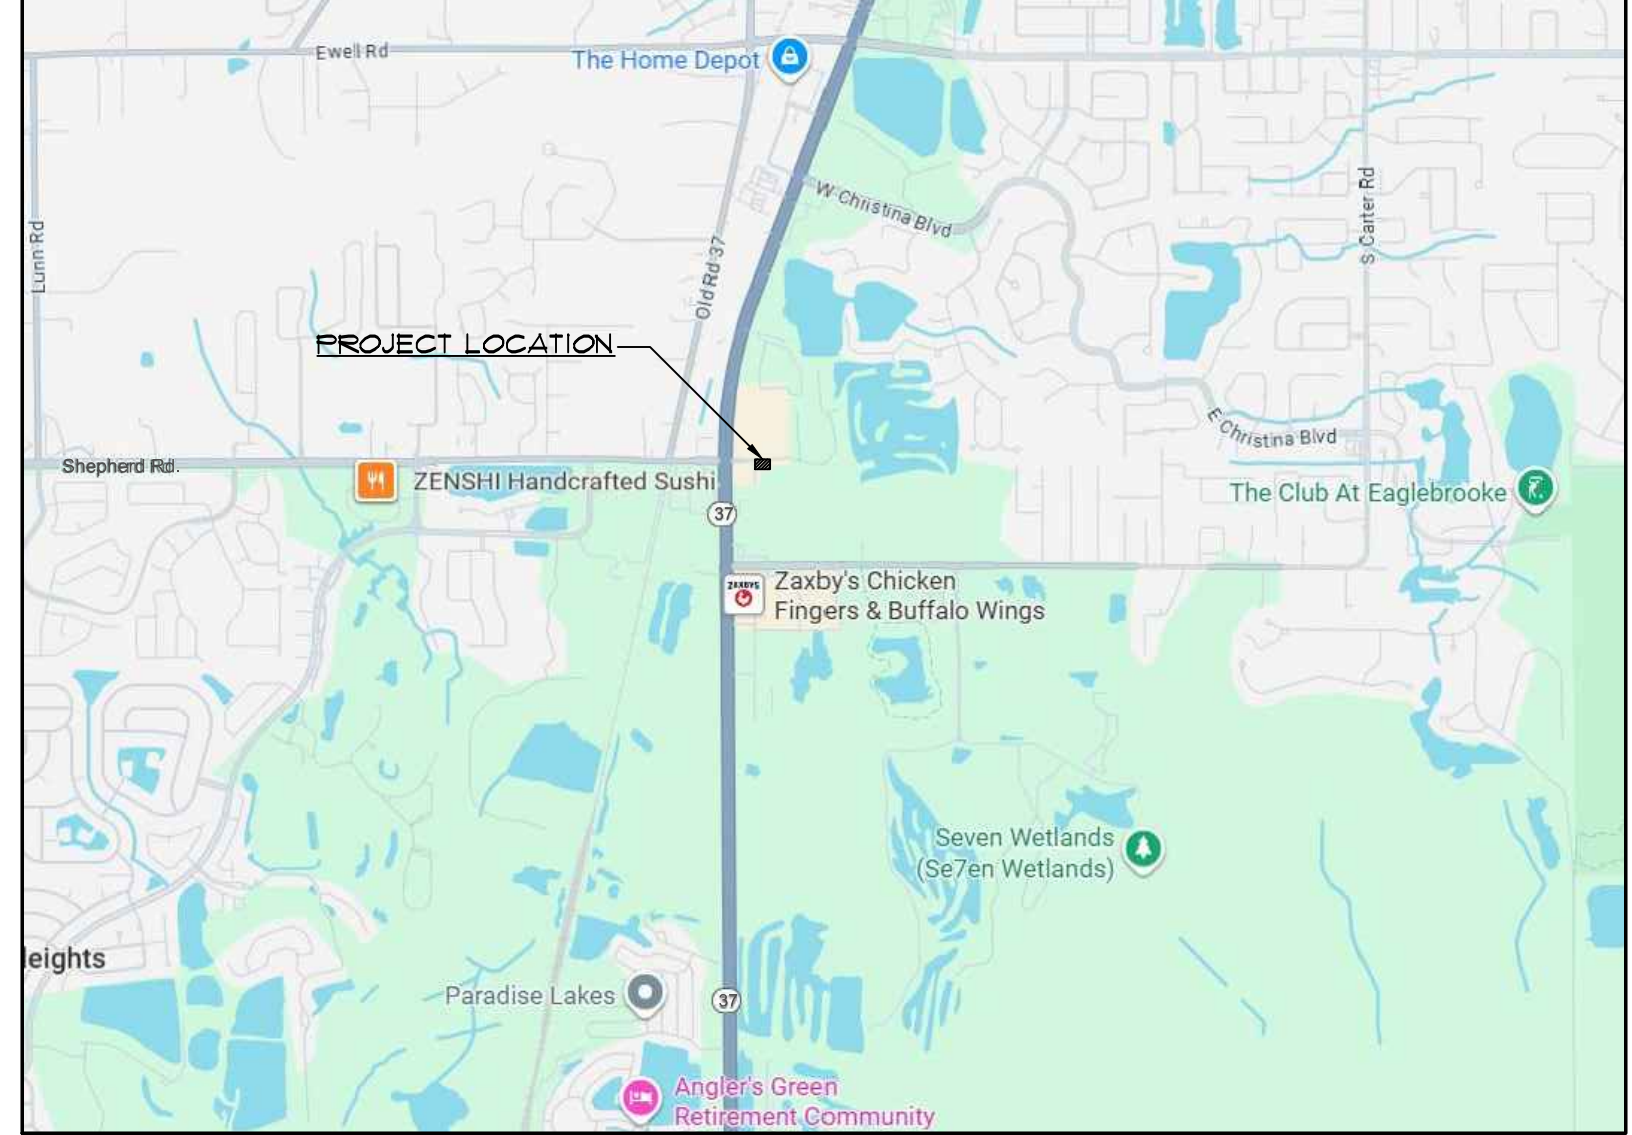 Ewell Rd
The Home Depot
W Christina Blvd
S Carter Rd
Lunn Rd
Old Rd 37
PROJECT LOCATION
E Christina Blvd
Shepherd Rd.
ZENSHI Handcrafted Sushi
The Club At Eaglebrooke
37
ZAXBYS
Zaxby's Chicken
Fingers & Buffalo Wings
Seven Wetlands
(Se7en Wetlands)
leights
Paradise Lakes
37
Angler's Green
Retirement Community